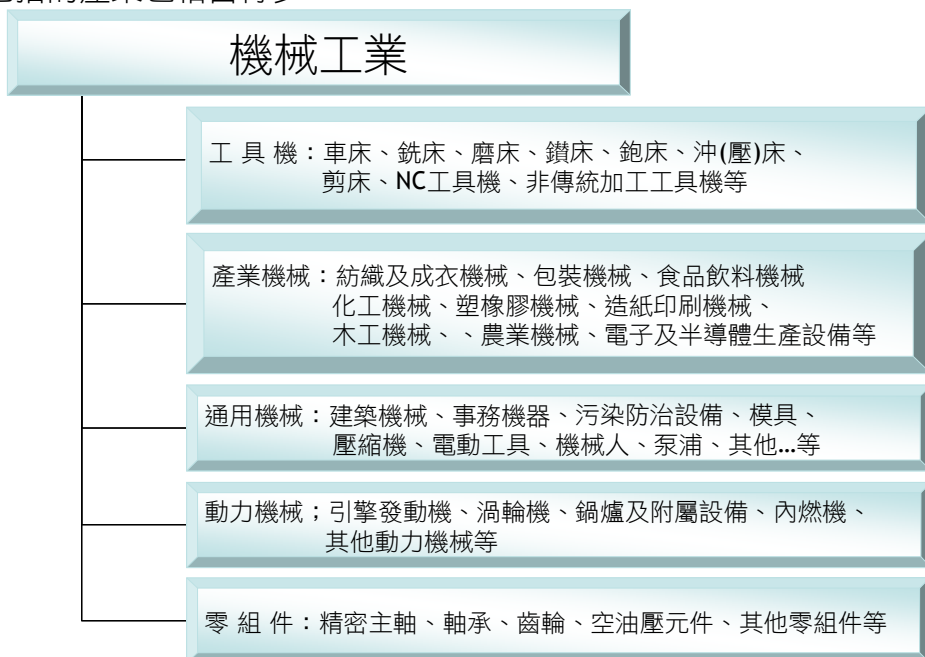 機械工業
工 具 機：車床、銑床、磨床、鑽床、鉋床、沖(壓)床、
剪床、NC工具機、非傳統加工工具機等
產業機械：紡織及成衣機械、包裝機械、食品飲料機械
化工機械、塑橡膠機械、造紙印刷機械、
木工機械、、農業機械、電子及半導體生產設備等
通用機械：建築機械、事務機器、污染防治設備、模具、
壓縮機、電動工具、機械人、泵浦、其他…等
動力機械；引擎發動機、渦輪機、鍋爐及附屬設備、內燃機、
其他動力機械等
零 組 件：精密主軸、軸承、齒輪、空油壓元件、其他零組件等